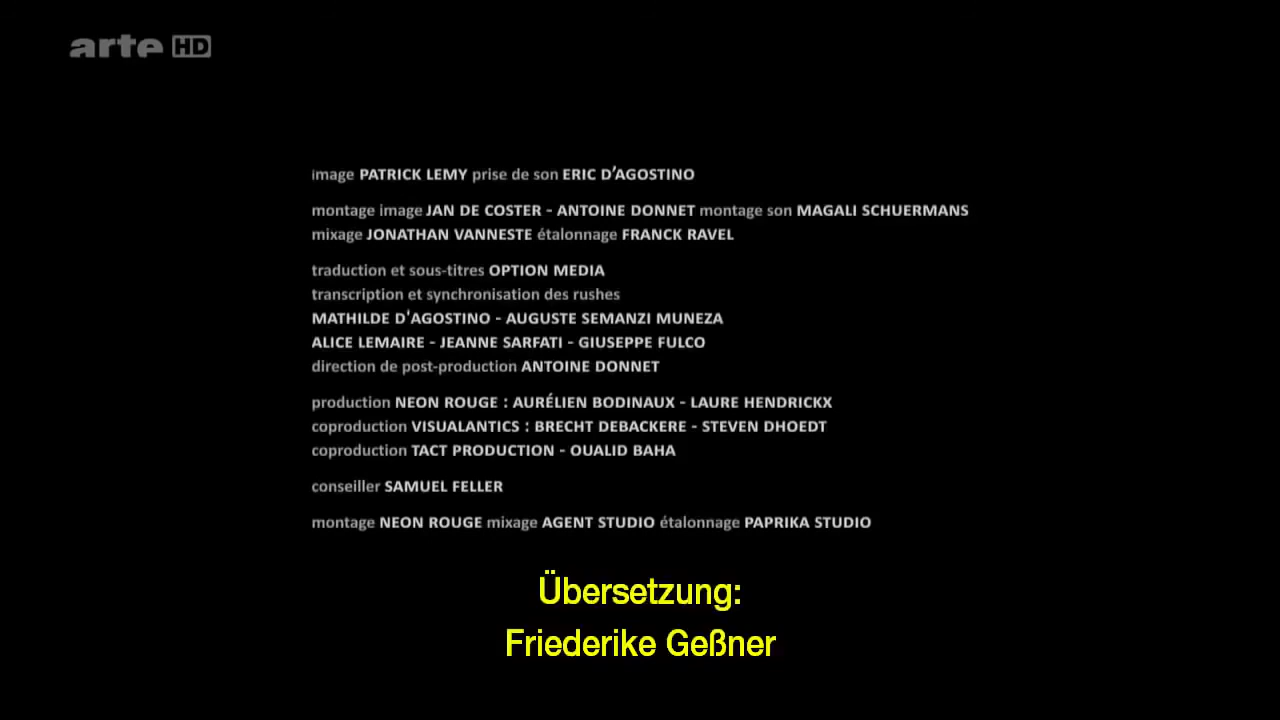 arte HD
image PATRICK LEMY prise de son ERIC D’AGOSTINO
montage image JAN DE COSTER - ANTOINE DONNET montage son MAGALI SCHUERMANS
mixage JONATHAN VANNESTE étalonnage FRANCK RAVEL
traduction et sous-titres OPTION MEDIA
transcription et synchronisation des rushes
MATHILDE D'AGOSTINO - AUGUSTE SEMANZI MUNEZA
ALICE LEMAIRE - JEANNE SARFATI - GIUSEPPE FULCO
direction de post-production ANTOINE DONNET
production NEON ROUGE : AURÉLIEN BODINAUX - LAURE HENDRICKX
coproduction VISUALANTICS : BRECHT DEBACKERE - STEVEN DHOEDT
coproduction TACT PRODUCTION - OUALID BAHA
conseiller SAMUEL FELLER
montage NEON ROUGE mixage AGENT STUDIO étalonnage PAPRIKA STUDIO
Übersetzung:
Friederike Geßner